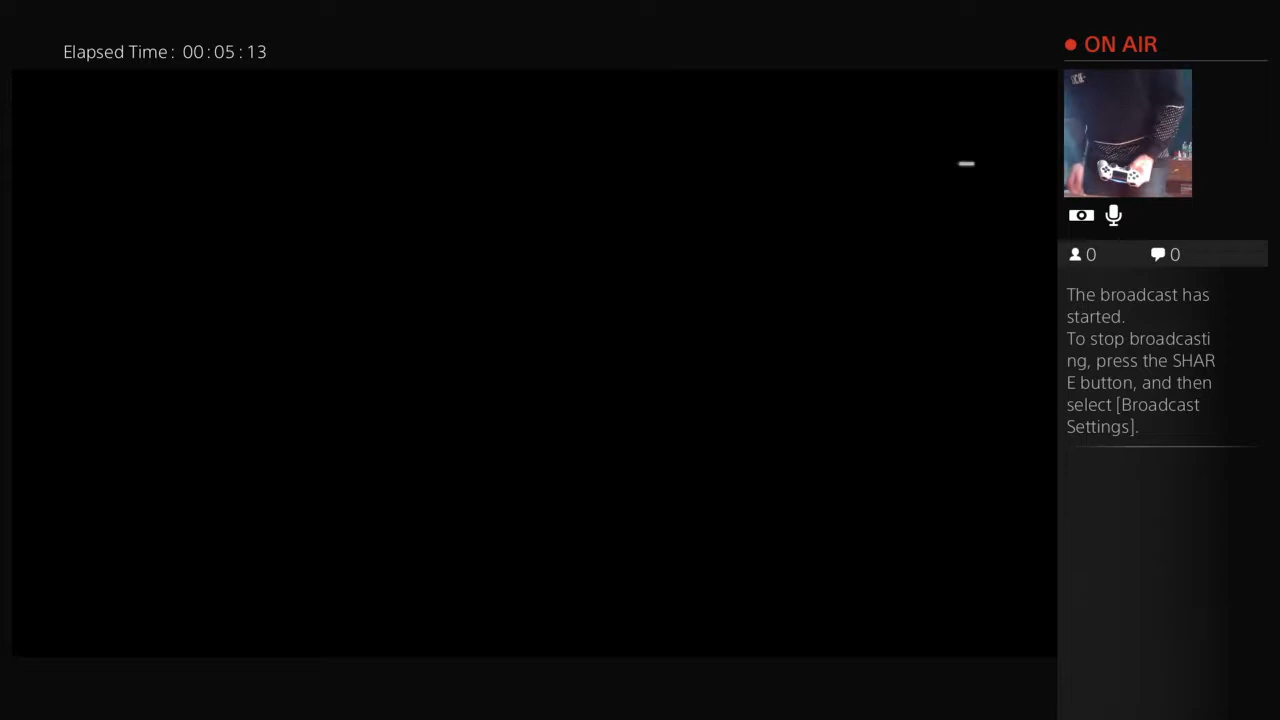 Elapsed Time: 00:05:13
ON AIR
0
0
The broadcast has
started.
To stop broadcasti
ng, press the SHAR
E button, and then
select [Broadcast
Settings].